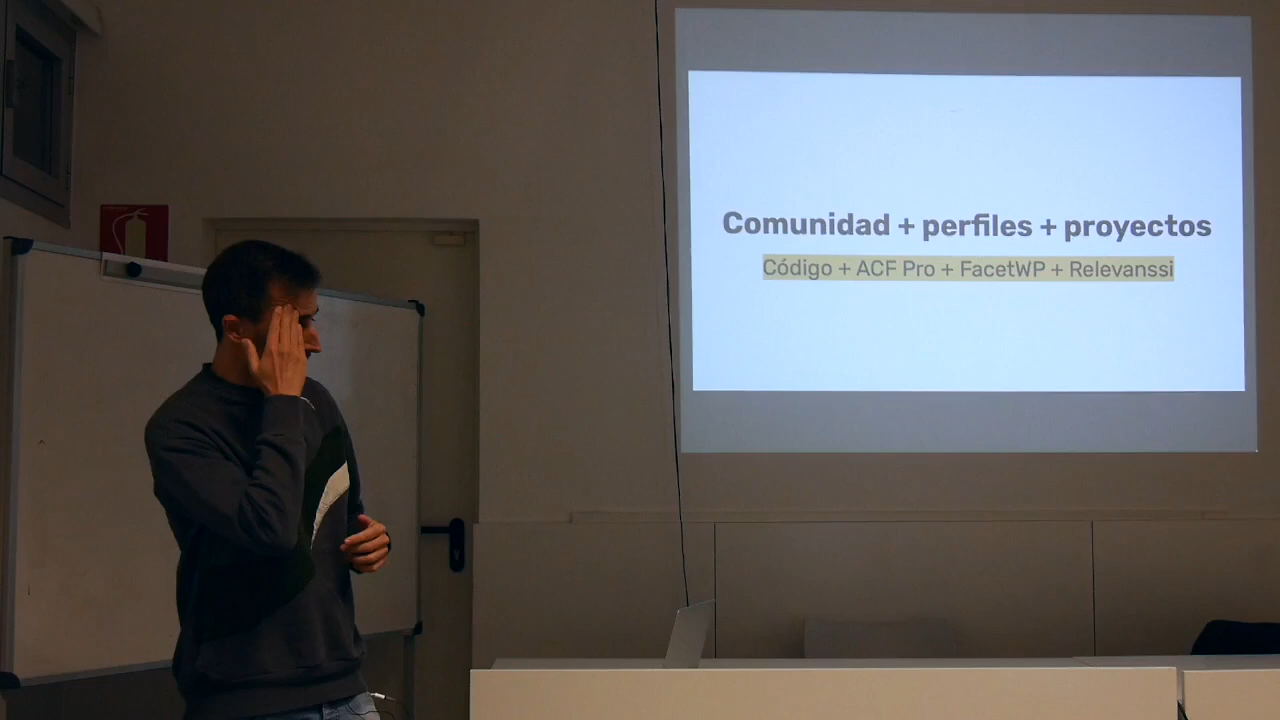 Comunidad + perfiles + proyectos
Código + ACF Pro + FacetWP + Relevanssi